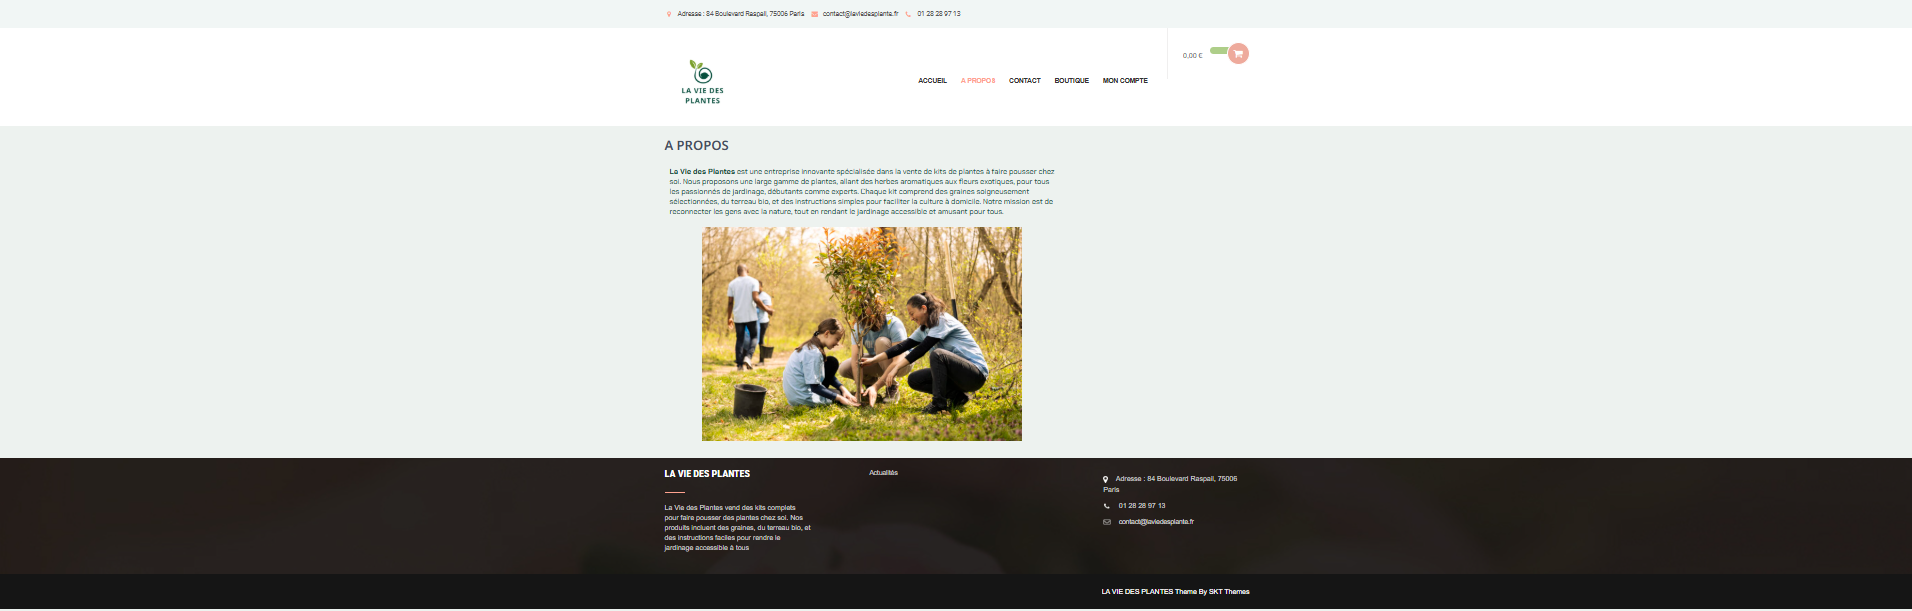 Adresse : 84 Boulevard Raspail, 75006 Paris contact@laviedesplante.fr 01 28 28 97 13
0,00 €
LA VIE DES
PLANTES
ACCUEIL A PROPOS CONTACT BOUTIQUE MON COMPTE
A PROPOS
La Vie des Plantes est une entreprise innovante spécialisée dans la vente de kits de plantes à faire pousser chez
soi. Nous proposons une large gamme de plantes, allant des herbes aromatiques aux fleurs exotiques, pour tous
les passionnés de jardinage, débutants comme experts. Chaque kit comprend des graines soigneusement
sélectionnées, du terreau bio, et des instructions simples pour faciliter la culture à domicile. Notre mission est de
reconnecter les gens avec la nature, tout en rendant le jardinage accessible et amusant pour tous.
LA VIE DES PLANTES
La Vie des Plantes vend des kits complets
pour faire pousser des plantes chez soi. Nos
produits incluent des graines, du terreau bio, et
des instructions faciles pour rendre le
jardinage accessible à tous
Actualités
Adresse : 84 Boulevard Raspail, 75006
Paris
01 28 28 97 13
contact@laviedesplante.fr
LA VIE DES PLANTES Theme By SKT Themes